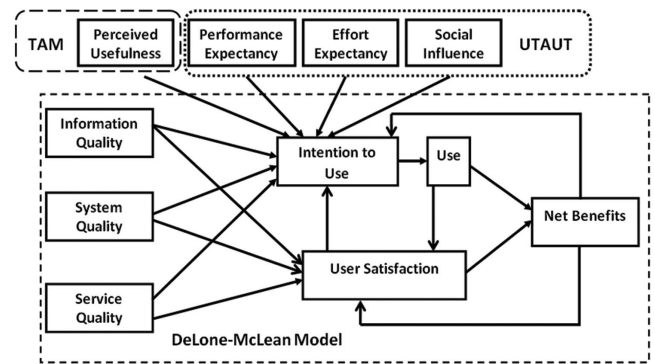 TAM
Perceived
Usefulness
Performance
Expectancy
Effort
Expectancy
Social
Influence
UTAUT
Information
Quality
Intention to
Use
Use
System
Quality
Net Benefits
User Satisfaction
Service
Quality
DeLone-McLean Model